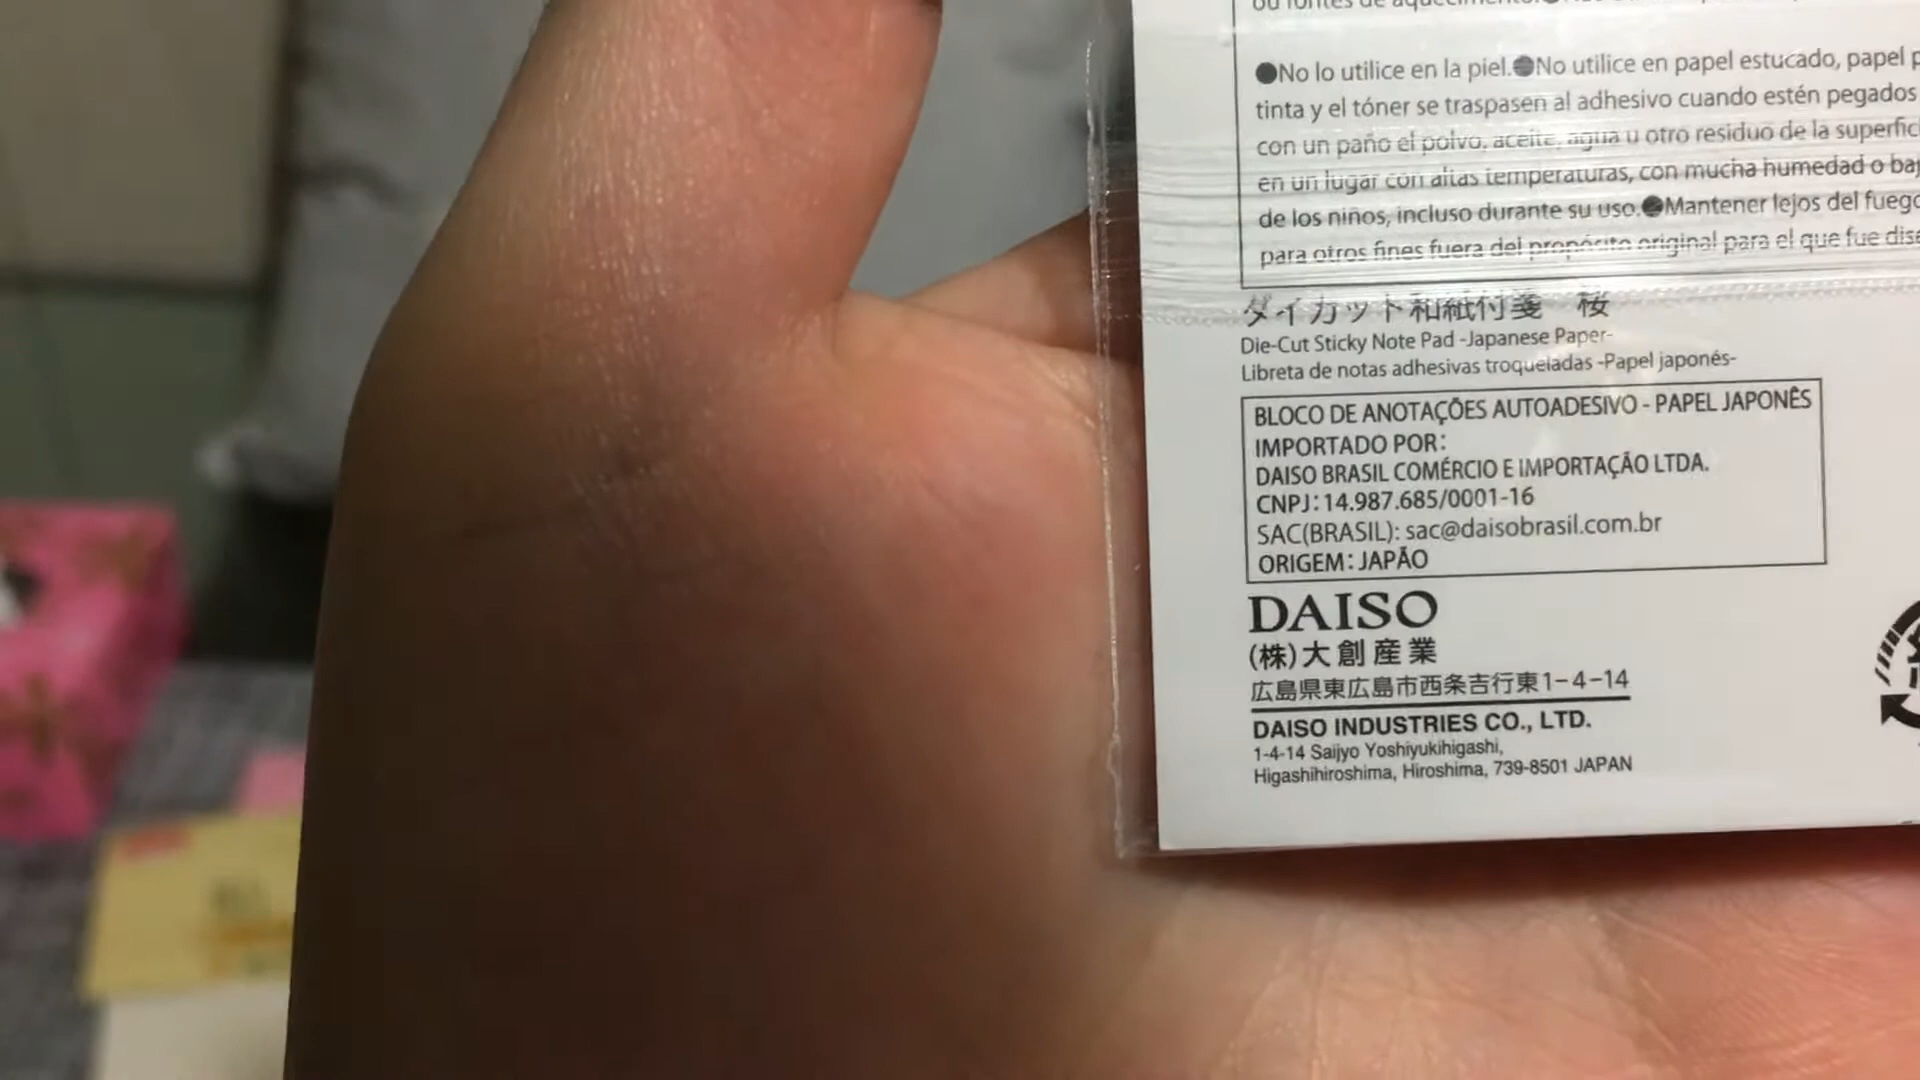 ou fontes de aquecimento.
●No lo utilice en la piel.●No utilice en papel estucado, papel
tinta y el tóner se traspasen al adhesivo cuando estén pegados
con un paño el polvo, aceite, agua u otro residuo de la
en un lugar con altas temperaturas, con mucha humedad o
de los niños, incluso durante su uso.●Mantener lejos del
para otros fines fuera del propósito original para el que fue
ダイカット和紙付箋 桜
Die-Cut Sticky Note Pad -Japanese Paper-
Libreta de notas adhesivas troqueladas -Papel japonés-
BLOCO DE ANOTAÇÕES AUTOADESIVO - PAPEL JAPONÊS
IMPORTADO POR:
DAISO BRASIL COMÉRCIO E IMPORTAÇÃO LTDA.
CNPJ:14.987.685/0001-16
SAC(BRASIL): sac@daisobrasil.com.br
ORIGEM:JAPÃO
DAISO
(株)大創産業
広島県東広島市西条吉行東1-4-14
DAISO INDUSTRIES CO., LTD.
1-4-14 Saijyo Yoshiyukihigashi,
Higashihiroshima, Hiroshima, 739-8501 JAPAN